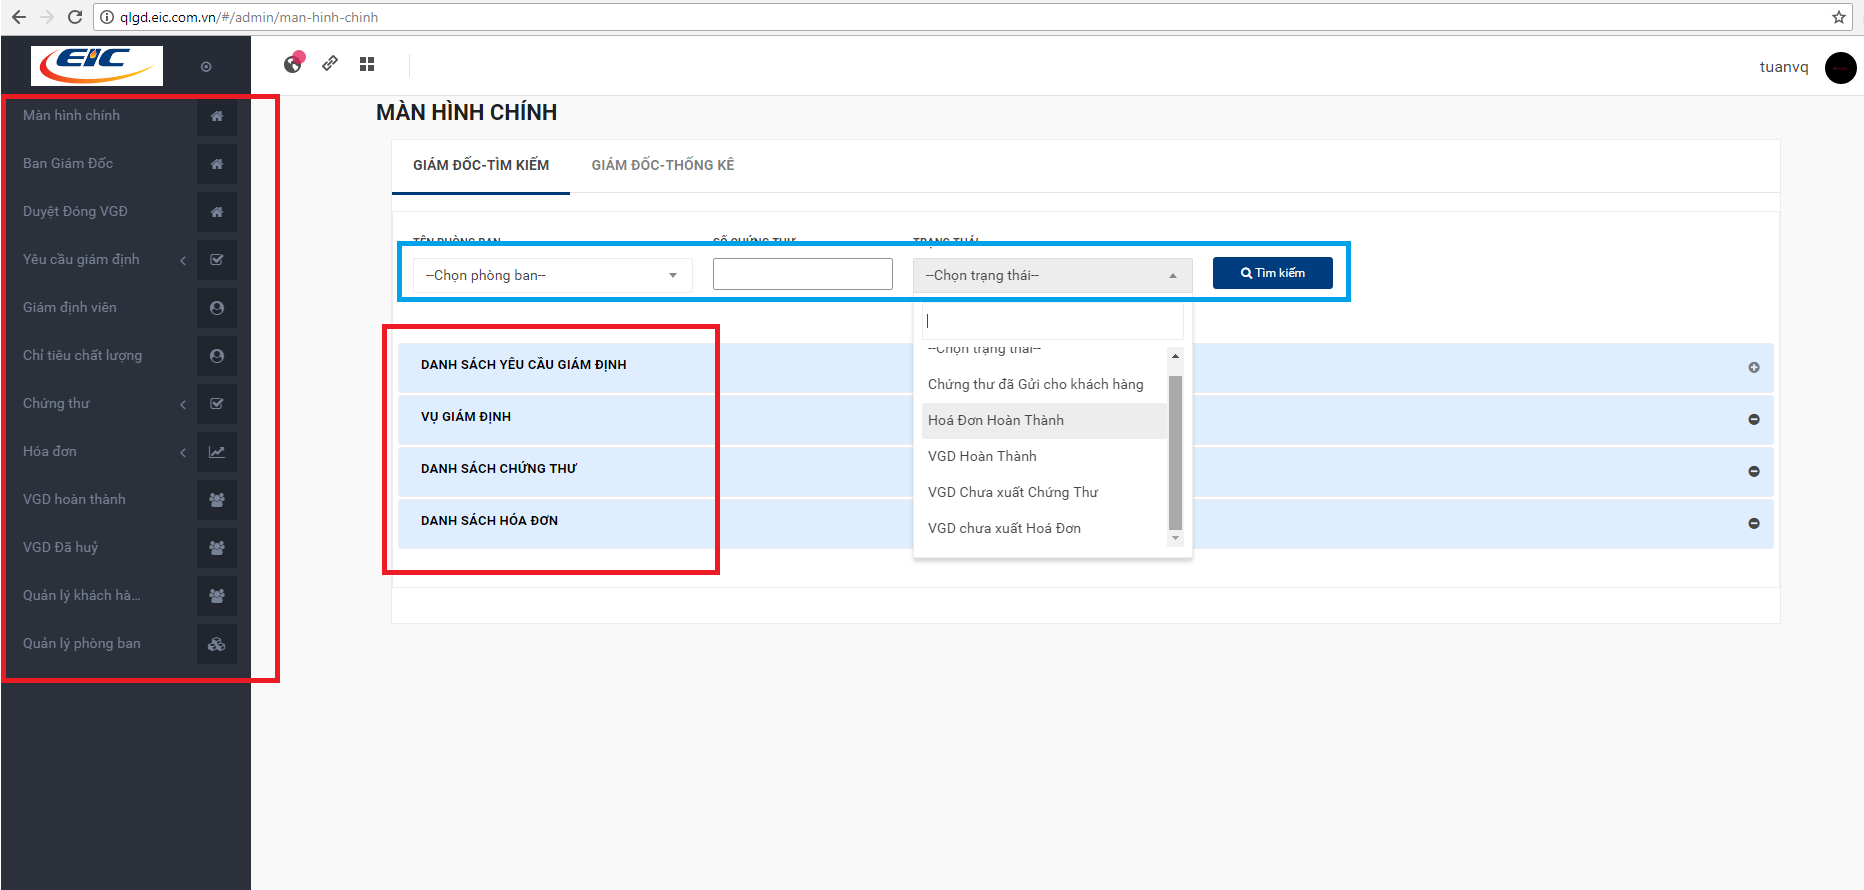 qlgd.eic.com.vn/#/admin/man-hinh-chinh
EIC
tuanvq
Màn hình chính
Ban Giám Đốc
Duyệt Đóng VGĐ
Yêu cầu giám định
Giám định viên
Chỉ tiêu chất lượng
Chứng thư
Hóa đơn
VGD hoàn thành
VGD Đã huỷ
Quản lý khách hà...
Quản lý phòng ban
MÀN HÌNH CHÍNH
GIÁM ĐỐC-TÌM KIẾM GIÁM ĐỐC-THỐNG KÊ
TÊN PHÒNG BAN SỐ CHỨNG THƯ TRẠNG THÁI
--Chọn phòng ban-- --Chọn trạng thái-- Tìm kiếm
--Chọn trạng thái--
Chứng thư đã Gửi cho khách hàng
Hoá Đơn Hoàn Thành
VGD Hoàn Thành
VGD Chưa xuất Chứng Thư
VGD chưa xuất Hoá Đơn
DANH SÁCH YÊU CẦU GIÁM ĐỊNH
VỤ GIÁM ĐỊNH
DANH SÁCH CHỨNG THƯ
DANH SÁCH HÓA ĐƠN